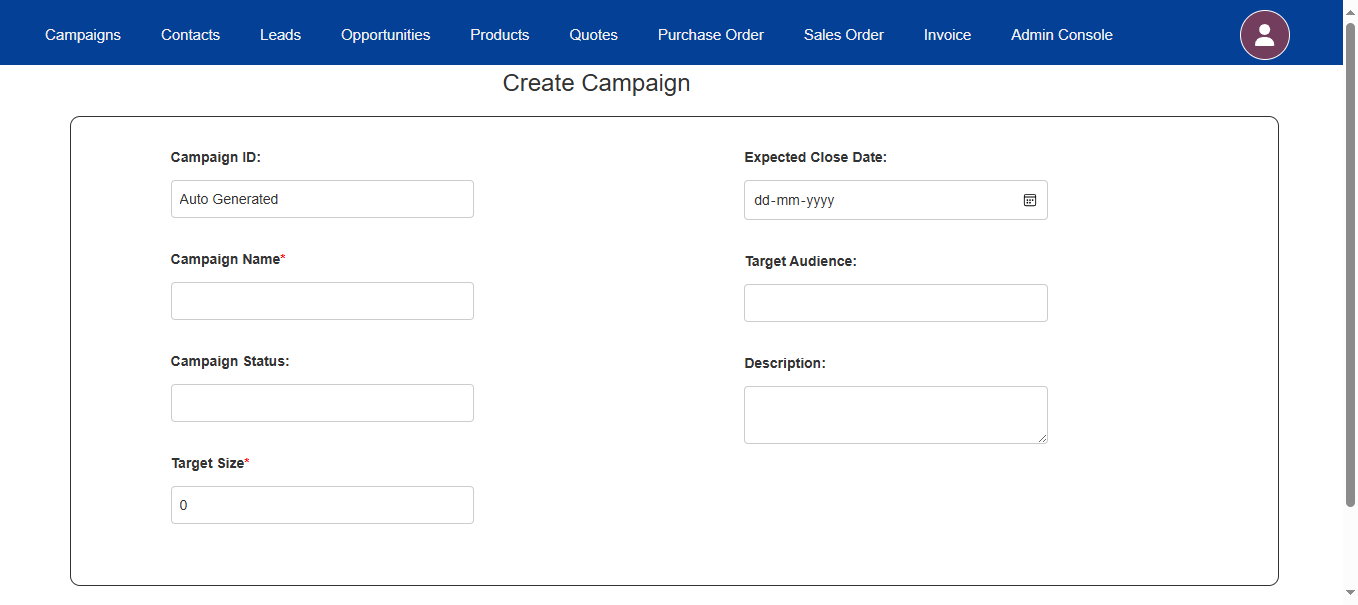 Campaigns Contacts Leads Opportunities Products Quotes Purchase Order Sales Order Invoice Admin Console
Create Campaign
Campaign ID:
Auto Generated
Campaign Name*
Campaign Status:
Target Size*
0
Expected Close Date:
dd-mm-yyyy
Target Audience:
Description: